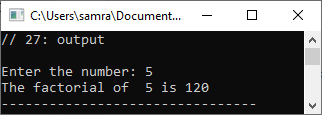 C:\Users\samra\Document...
// 27: output
Enter the number: 5
The factorial of  5 is 120
--------------------------------